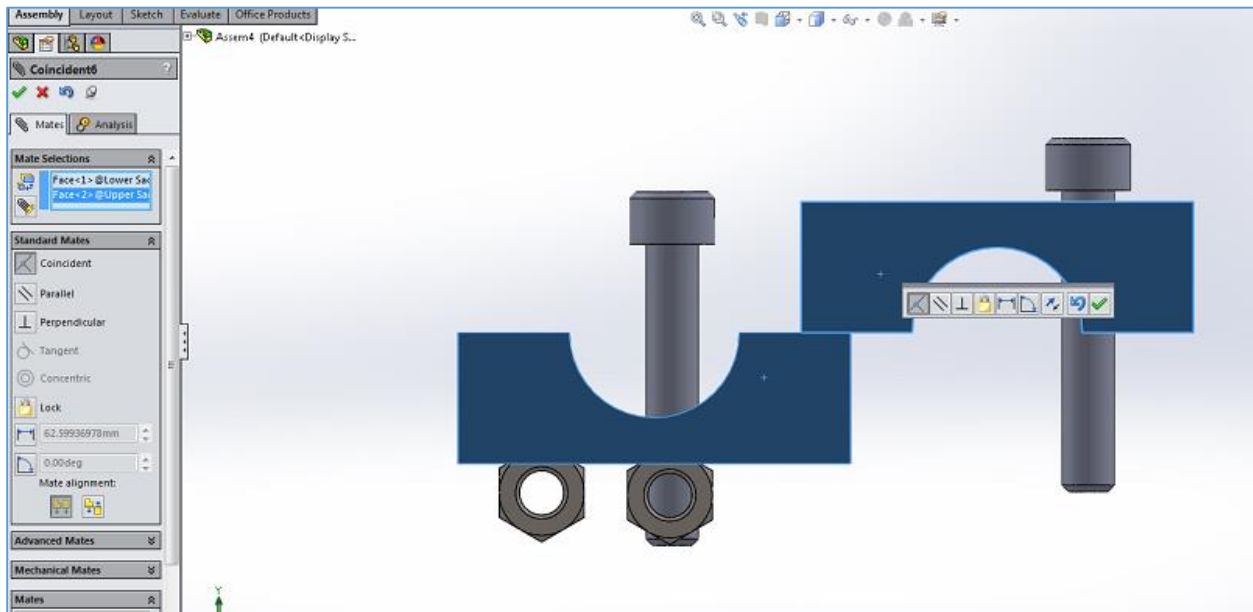 Assembly Layout Sketch Evaluate Office Products
Assem4 (Default<Display S...
Coincident6 ?
Mates Analysis
Mate Selections
Face<1>@Lower Sa
Face<2>@Upper Sa
Standard Mates
Coincident
Parallel
Perpendicular
Tangent
Concentric
Lock
62.59936978mm
0.00deg
Mate alignment:
Advanced Mates
Mechanical Mates
Mates
Y